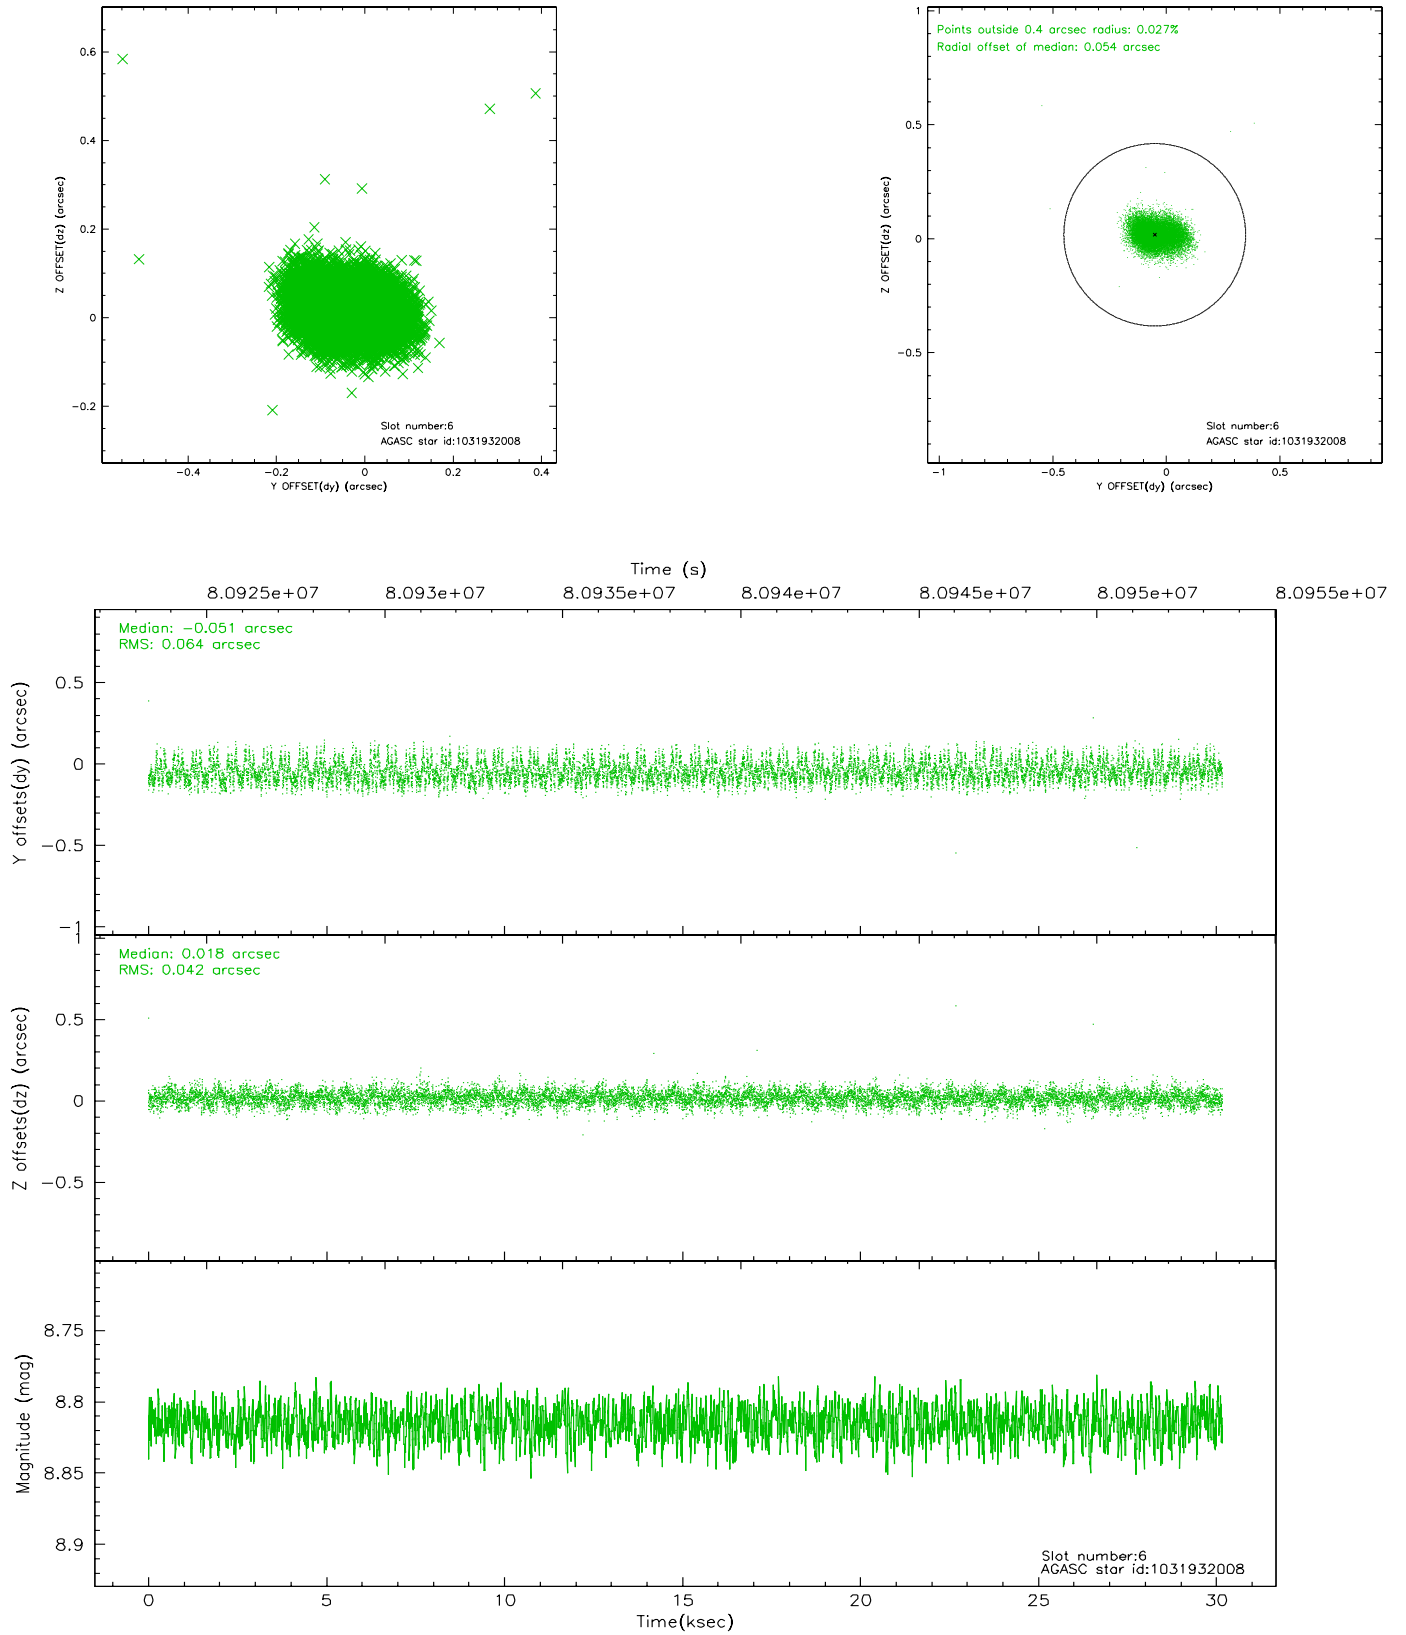 0.6
0.4
0.2
0
-0.2
Z OFFSET(dz) (arcsec)
Slot number:6
AGASC star id:1031932008
-0.4 -0.2 0 0.2 0.4
Y OFFSET(dy) (arcsec)
Points outside 0.4 arcsec radius: 0.027%
Radial offset of median: 0.054 arcsec
1
0.5
0
-0.5
Z OFFSET(dz) (arcsec)
Slot number:6
AGASC star id:1031932008
-1 -0.5 0 0.5
Y OFFSET(dy) (arcsec)
Time (s)
8.0925e+07 8.093e+07 8.0935e+07 8.094e+07 8.0945e+07 8.095e+07 8.0955e+07
Median: -0.051 arcsec
RMS: 0.064 arcsec
0.5
0
-0.5
-1
Y offsets(dy) (arcsec)
Median: 0.018 arcsec
RMS: 0.042 arcsec
1
0.5
0
-0.5
Z offsets(dz) (arcsec)
8.75
8.8
8.85
8.9
Magnitude (mag)
Slot number:6
AGASC star id:1031932008
0 5 10 15 20 25 30
Time(ksec)